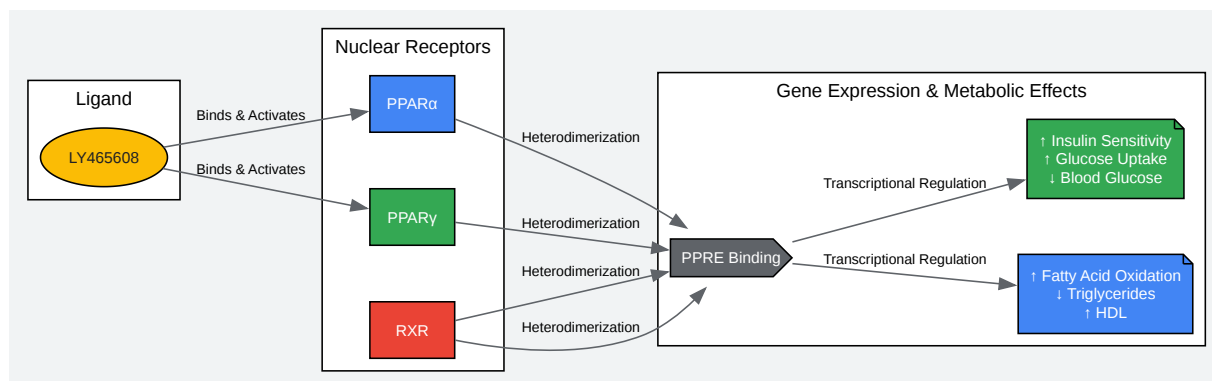 Ligand
LY465608
Binds & Activates
Binds & Activates
Nuclear Receptors
PPARα
PPARγ
RXR
Heterodimerization
Heterodimerization
Heterodimerization
Heterodimerization
Gene Expression & Metabolic Effects
PPRE Binding
Transcriptional Regulation
Transcriptional Regulation
↑ Insulin Sensitivity
↑ Glucose Uptake
↓ Blood Glucose
↑ Fatty Acid Oxidation
↓ Triglycerides
↑ HDL